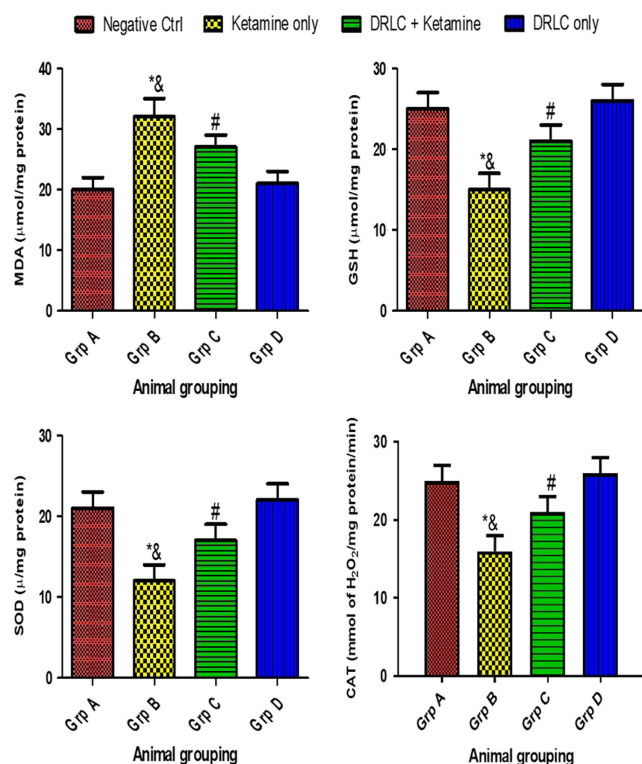 Negative Ctrl Ketamine only DRLC + Ketamine DRLC only
MDA (μmol/mg protein)
40
30
20
10
0
*&
#
Grp A Grp B Grp C Grp D
Animal grouping
GSH (μmol/mg protein)
30
20
10
0
*&
#
Grp A Grp B Grp C Grp D
Animal grouping
SOD (μ/mg protein)
30
20
10
0
*&
#
Grp A Grp B Grp C Grp D
Animal grouping
CAT (mmol of H₂O₂/mg protein/min)
30
20
10
0
*&
#
Grp A Grp B Grp C Grp D
Animal grouping